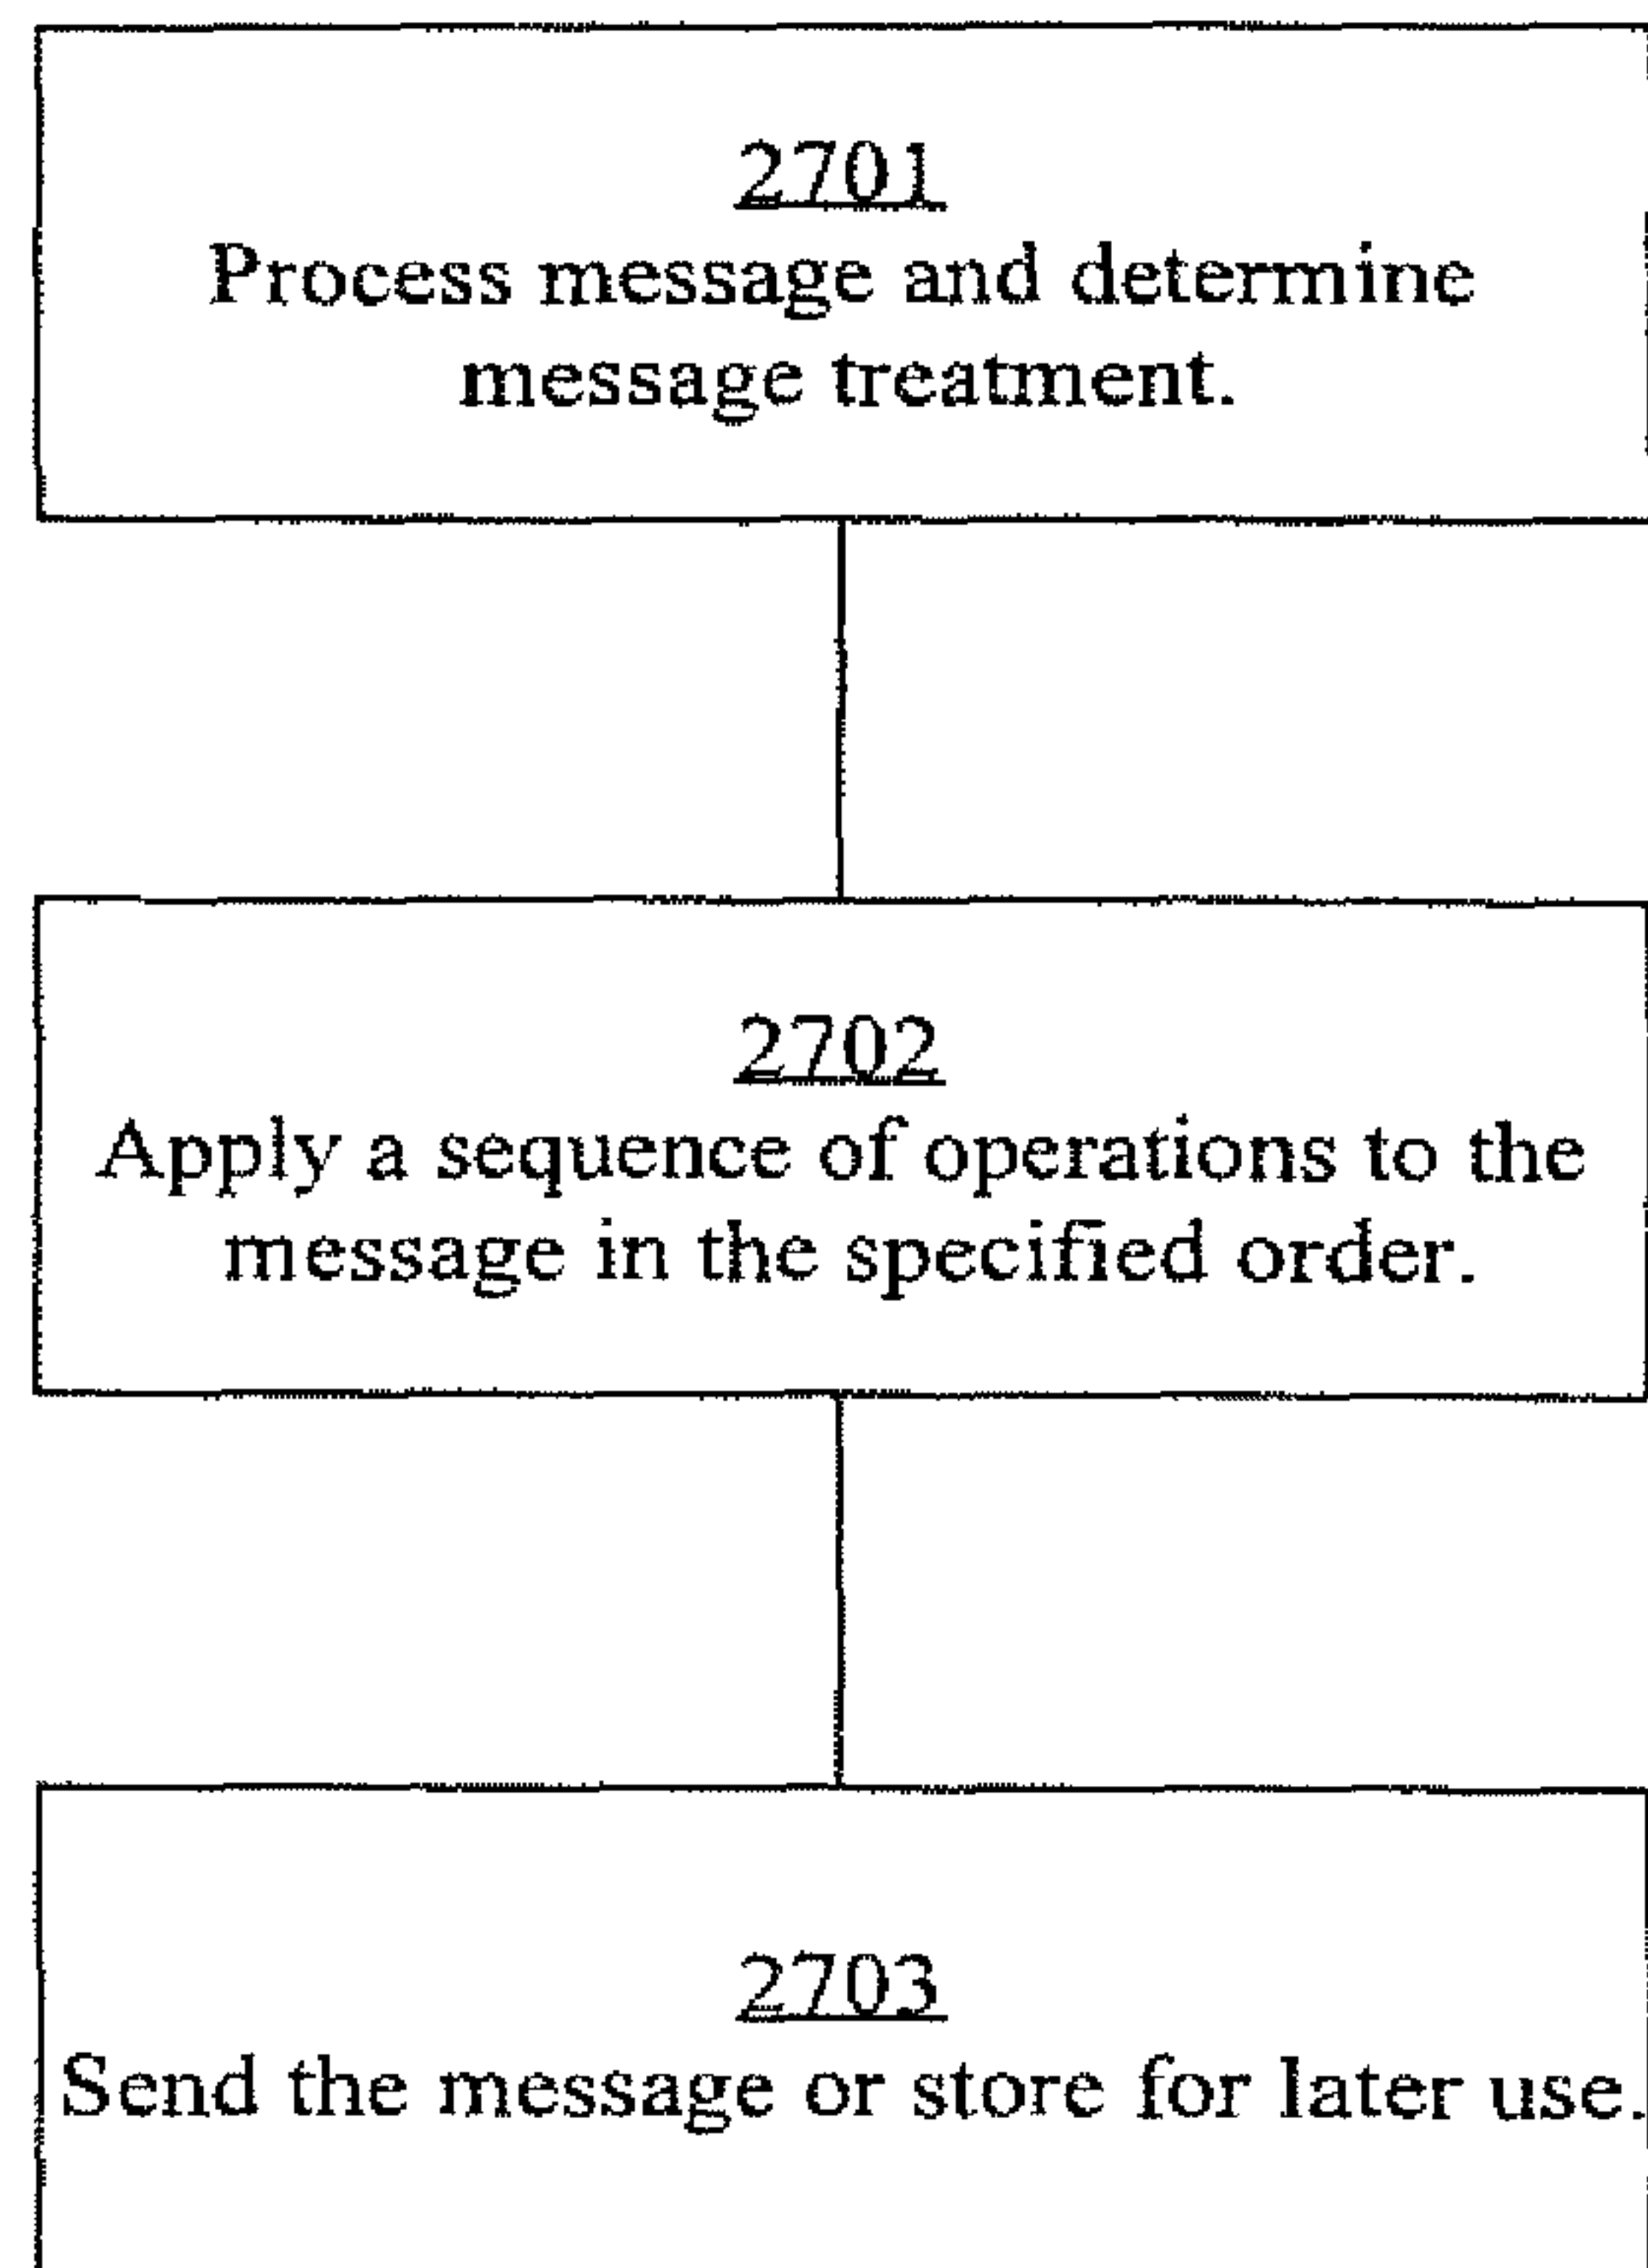 2701
Process message and determine
message treatment.
2702
Apply a sequence of operations to the
message in the specified order.
2703
Send the message or store for later use.